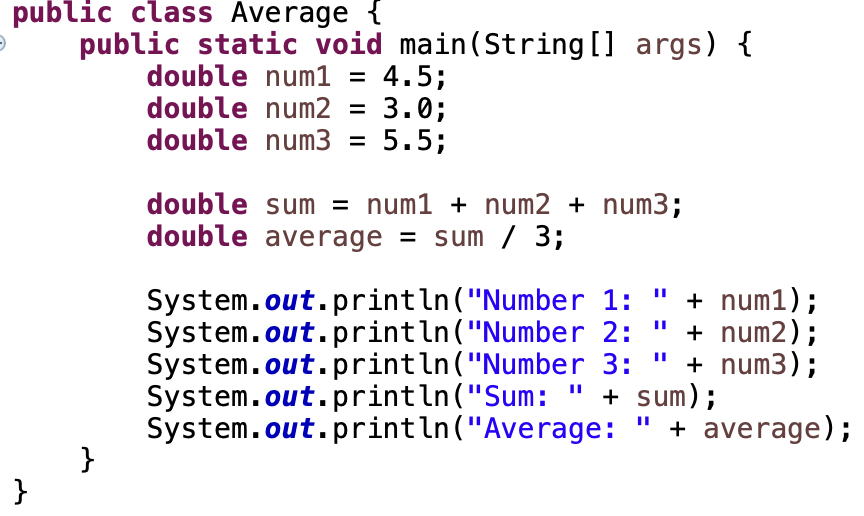 public class Average {
    public static void main(String[] args) {
        double num1 = 4.5;
        double num2 = 3.0;
        double num3 = 5.5;

        double sum = num1 + num2 + num3;
        double average = sum / 3;

        System.out.println("Number 1: " + num1);
        System.out.println("Number 2: " + num2);
        System.out.println("Number 3: " + num3);
        System.out.println("Sum: " + sum);
        System.out.println("Average: " + average);
    }
}